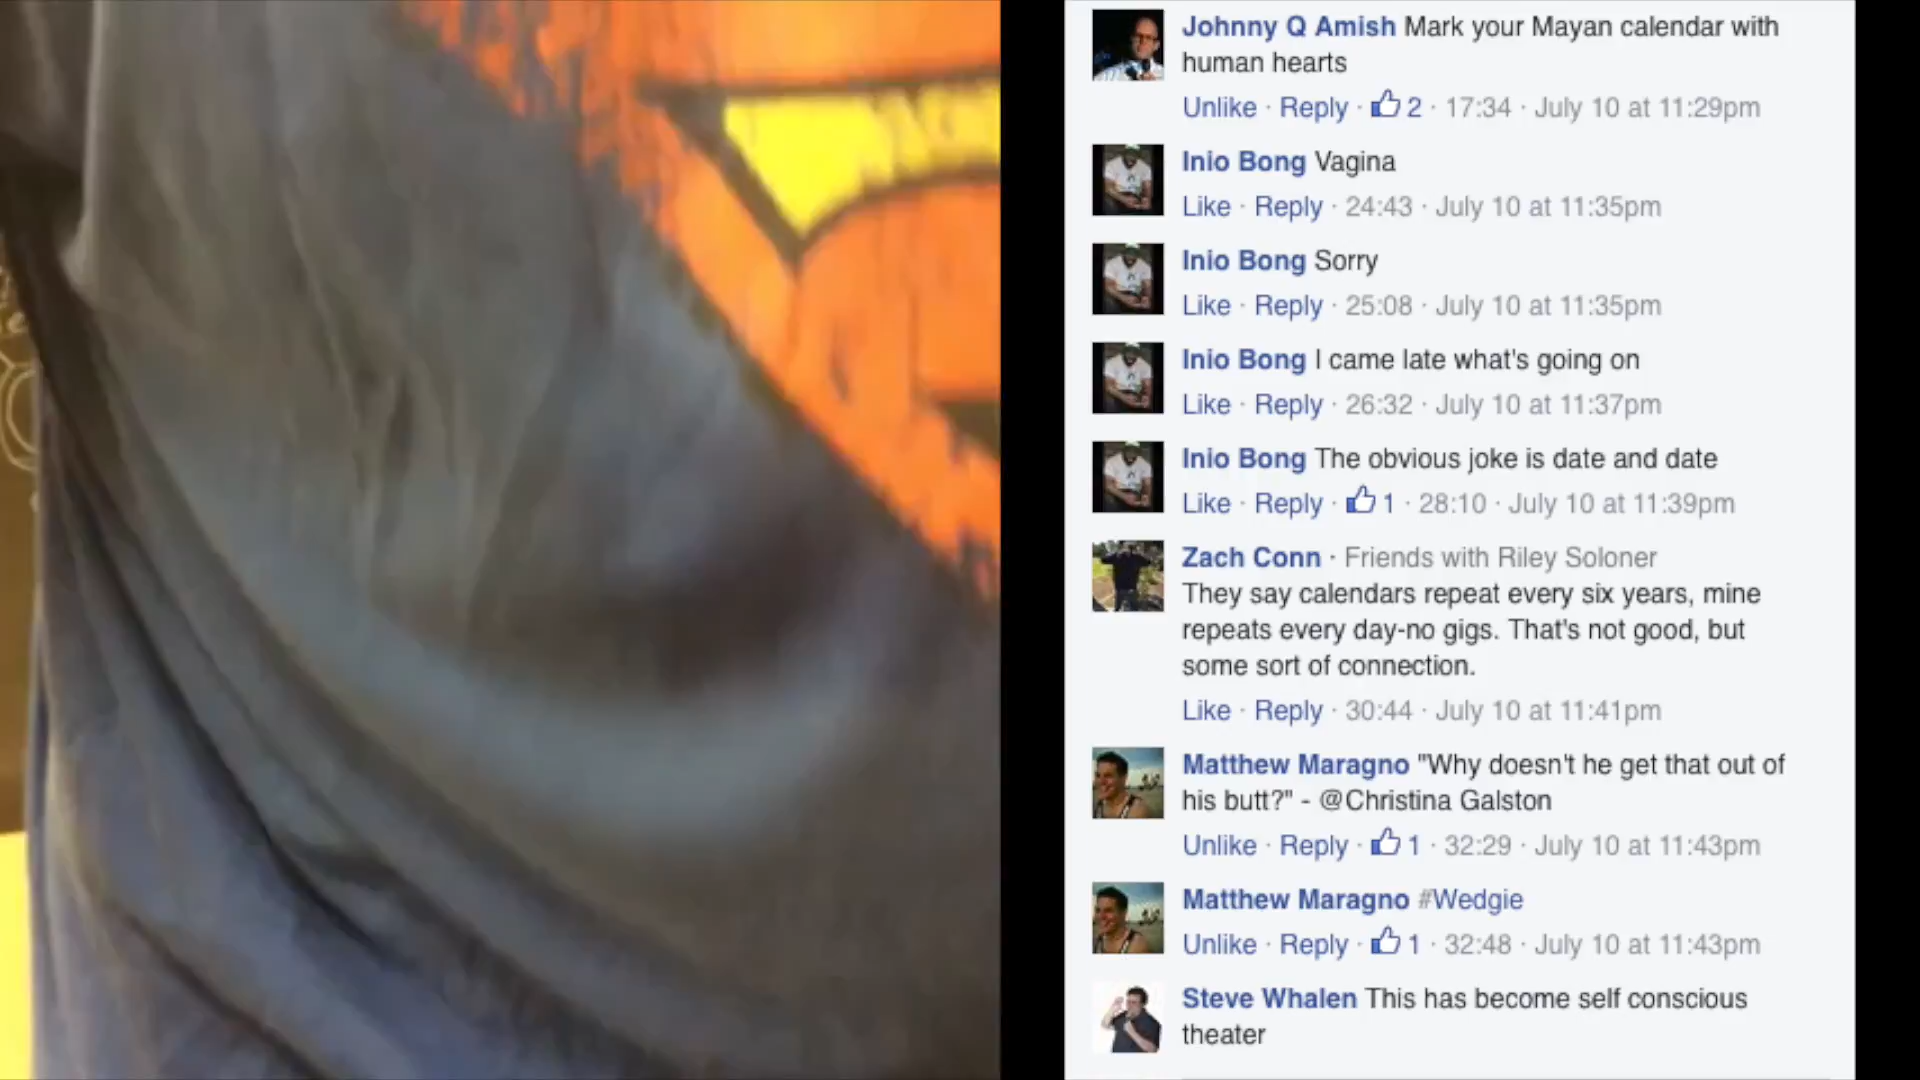 Johnny Q Amish Mark your Mayan calendar with
human hearts
Unlike · Reply · 2 · 17:34 · July 10 at 11:29pm
Inio Bong Vagina
Like · Reply · 24:43 · July 10 at 11:35pm
Inio Bong Sorry
Like · Reply · 25:08 · July 10 at 11:35pm
Inio Bong I came late what's going on
Like · Reply · 26:32 · July 10 at 11:37pm
Inio Bong The obvious joke is date and date
Like · Reply · 1 · 28:10 · July 10 at 11:39pm
Zach Conn · Friends with Riley Soloner
They say calendars repeat every six years, mine
repeats every day-no gigs. That's not good, but
some sort of connection.
Like · Reply · 30:44 · July 10 at 11:41pm
Matthew Maragno "Why doesn't he get that out of
his butt?" - @Christina Galston
Unlike · Reply · 1 · 32:29 · July 10 at 11:43pm
Matthew Maragno #Wedgie
Unlike · Reply · 1 · 32:48 · July 10 at 11:43pm
Steve Whalen This has become self conscious
theater